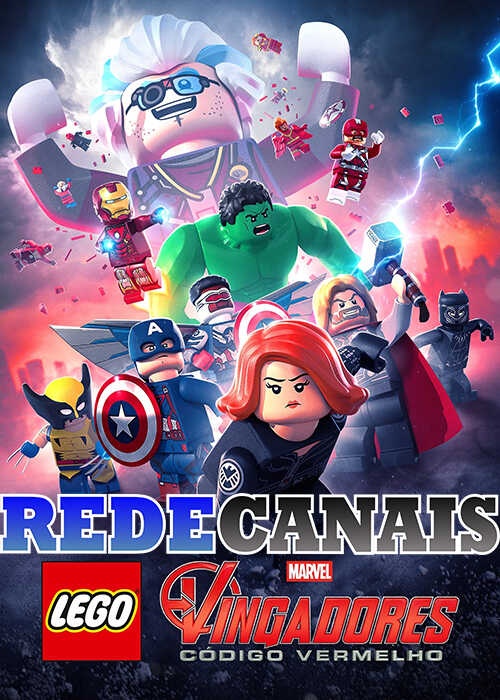 A
REDECANAIS
LEGO
MARVEL
VINGADORES
CÓDIGO VERMELHO